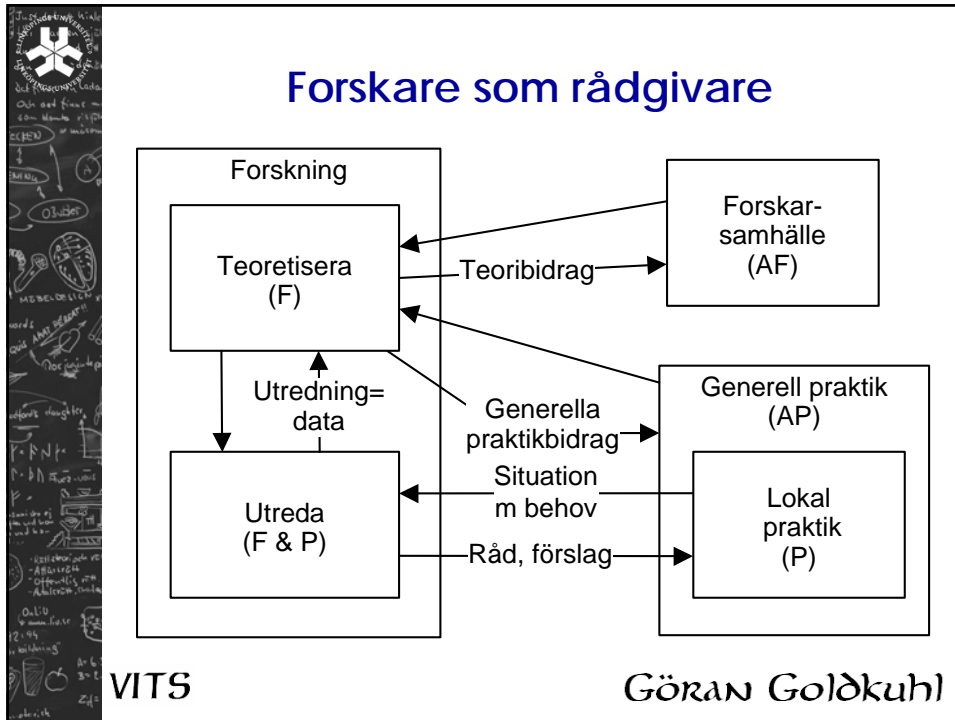 Forskare som rådgivare
Forskning
Teoretisera
(F)
Forskar-
samhälle
(AF)
Teoribidrag
Utredning=
data
Generella
praktikbidrag
Generell praktik
(AP)
Situation
m behov
Utreda
(F & P)
Lokal
praktik
(P)
Råd, förslag
VITS
Göran Goldkuhl